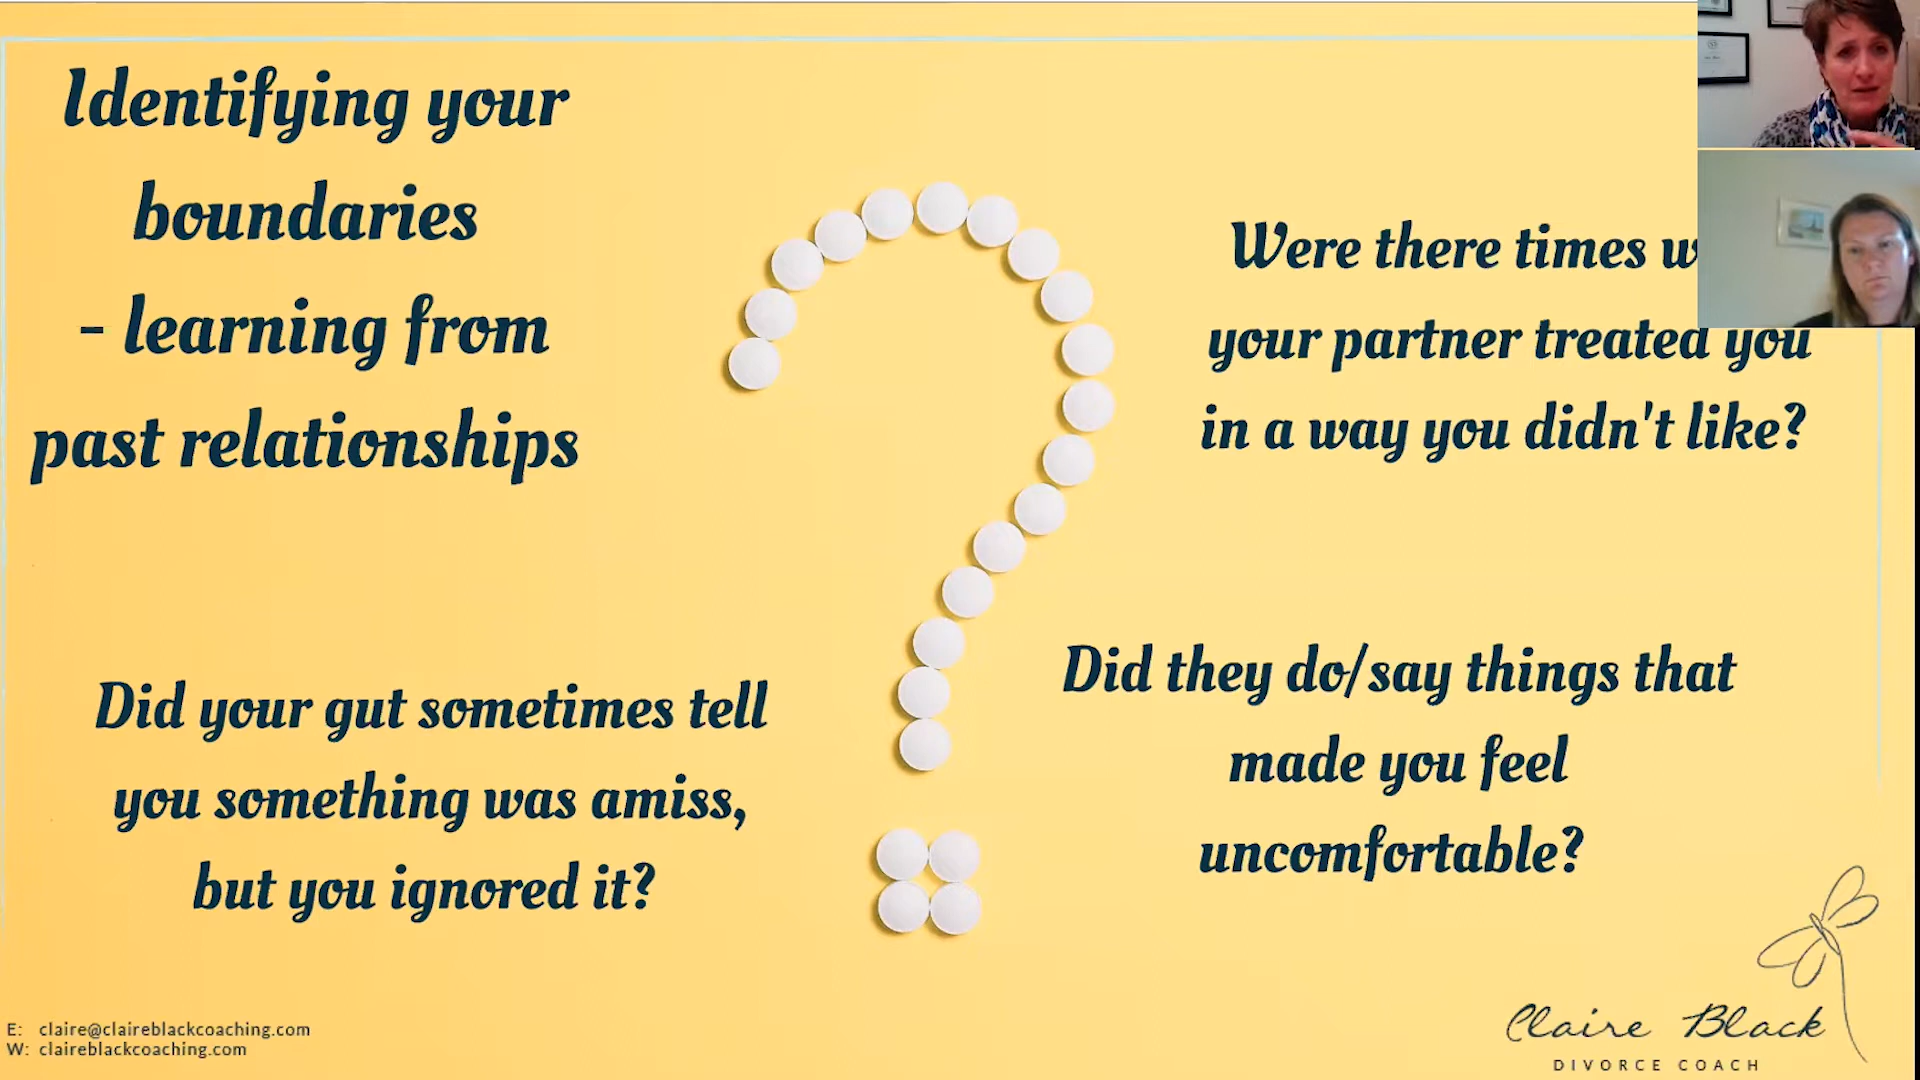 Identifying your
boundaries
- learning from
past relationships
Were there times
your partner treated you
in a way you didn't like?
Did your gut sometimes tell
you something was amiss,
but you ignored it?
Did they do/say things that
made you feel
uncomfortable?
E: claire@claireblackcoaching.com
W: claireblackcoaching.com
Claire Black
DIVORCE COACH